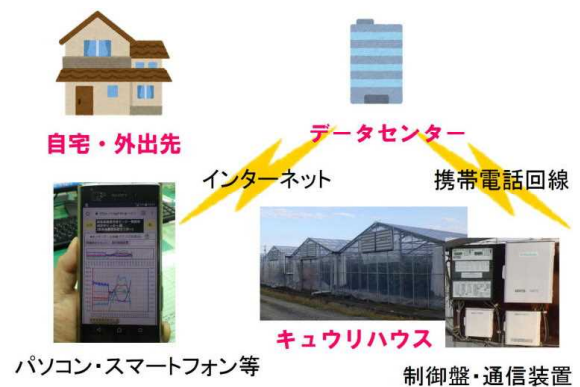 自宅・外出先
データセンター
インターネット
携帯電話回線
キュウリハウス
パソコン・スマートフォン等
制御盤・通信装置